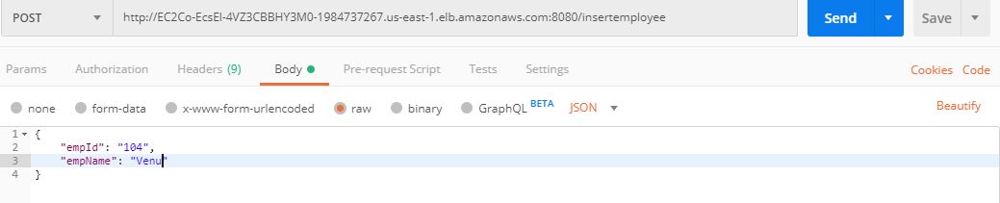 POST http://EC2Co-EcsEl-4VZ3CBBHY3M0-1984737267.us-east-1.elb.amazonaws.com:8080/insertemployee Send Save
Params Authorization Headers (9) Body Pre-request Script Tests Settings Cookies Code
none form-data x-www-form-urlencoded raw binary GraphQL BETA JSON Beautify
1 {
2 "empId": "104",
3 "empName": "Venu"
4 }